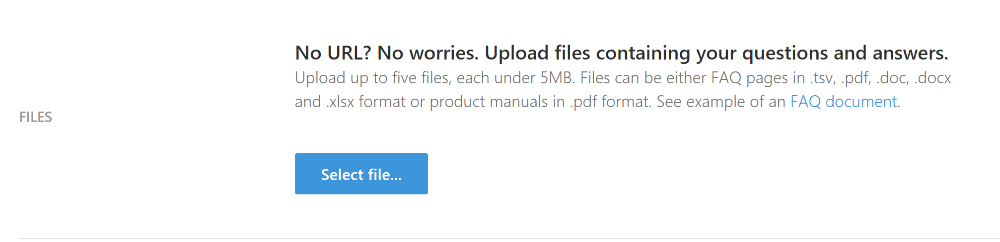 No URL? No worries. Upload files containing your questions and answers.
Upload up to five files, each under 5MB. Files can be either FAQ pages in .tsv, .pdf, .doc, .docx
and .xlsx format or product manuals in .pdf format. See example of an FAQ document.
FILES
Select file...